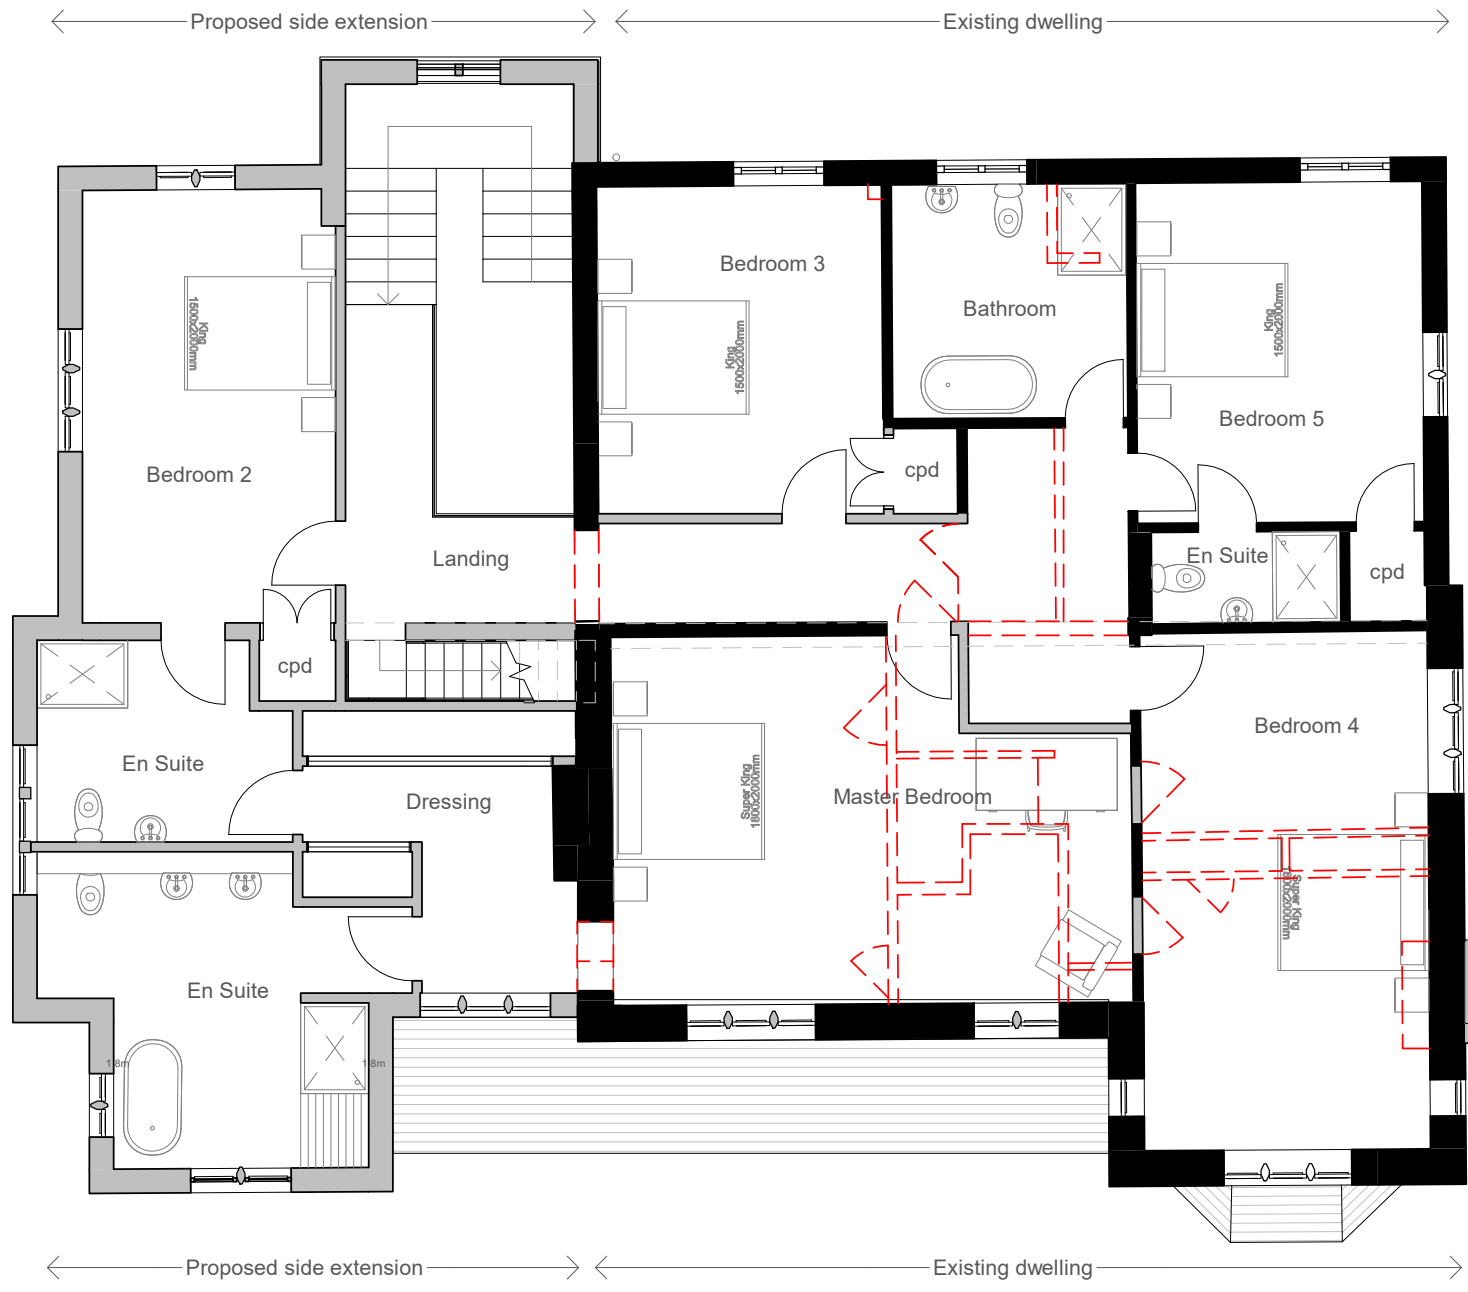 Proposed side extension
Existing dwelling
Bedroom 3
Bathroom
King
1500x2000mm
King
1500x2000mm
King
1500x2000mm
Bedroom 5
Bedroom 2
cpd
Landing
En Suite
cpd
cpd
Bedroom 4
En Suite
Super King
1800x2000mm
Master Bedroom
Dressing
Super King
1800x2000mm
En Suite
1.8m
1.8m
Proposed side extension
Existing dwelling